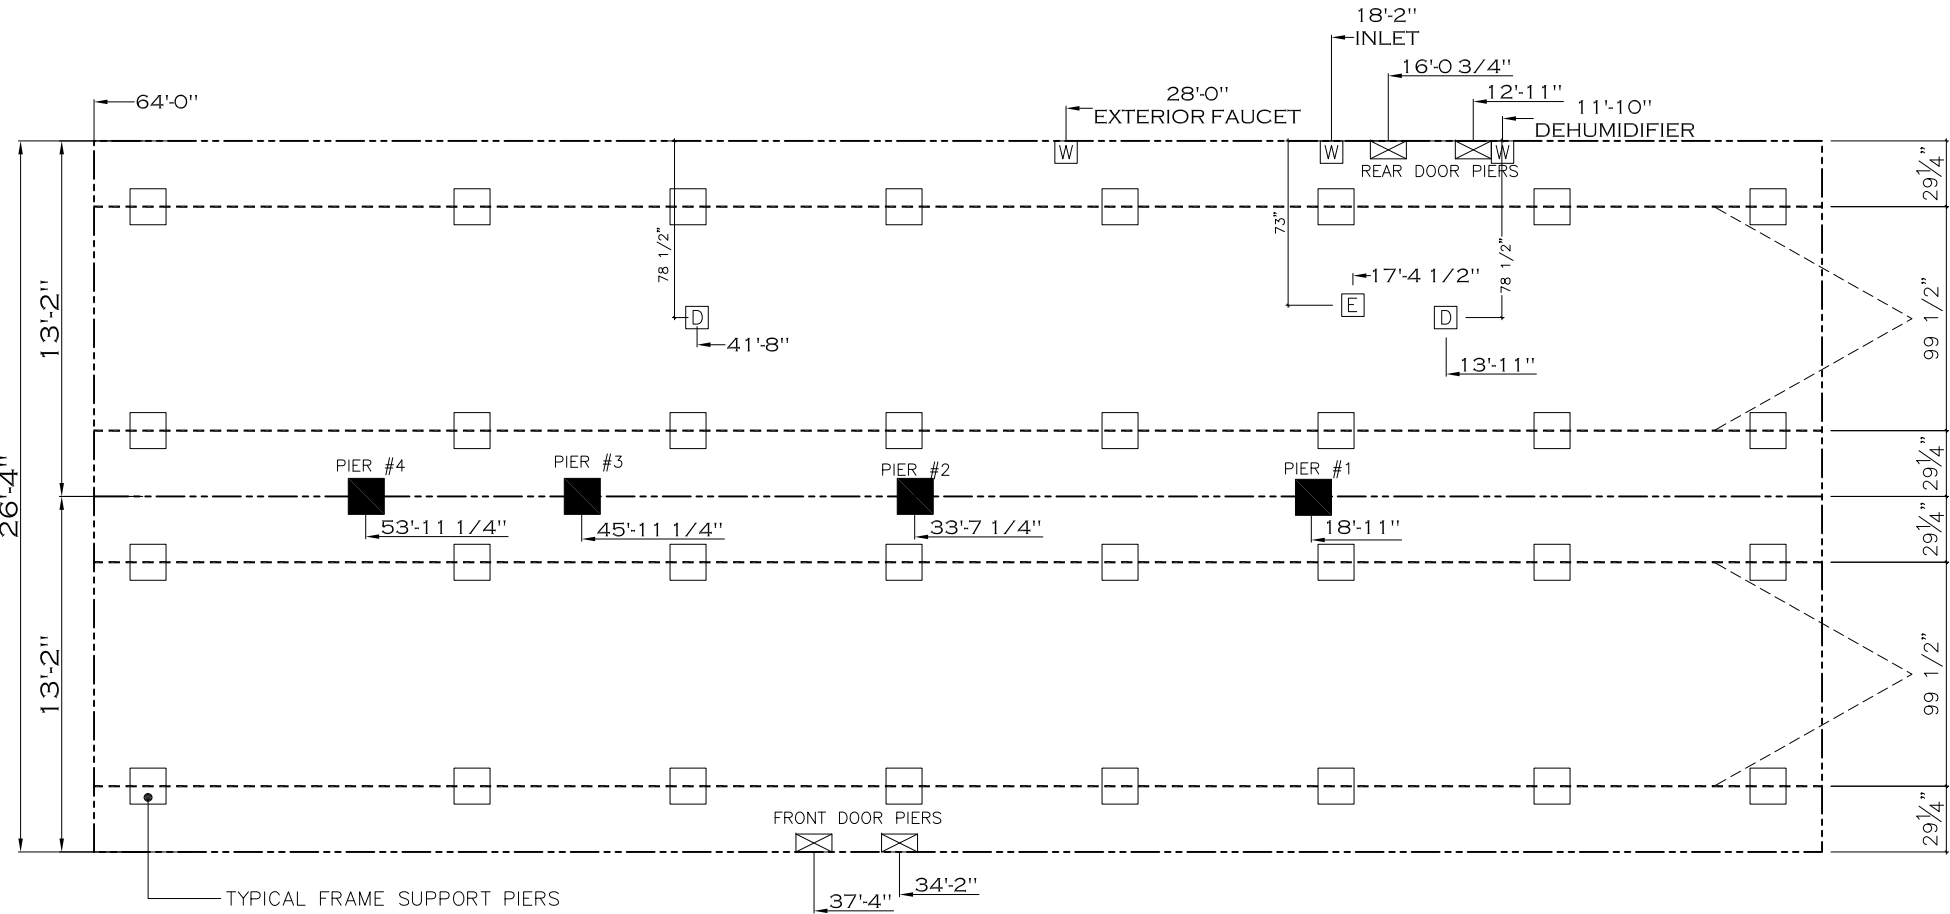 18'-2"
INLET
16'-0 3/4"
64'-0"
28'-0"
EXTERIOR FAUCET
12'-11"
11'-10"
DEHUMIDIFIER
W
W
W
REAR DOOR PIERS
29¼"
73"
78 1/2"
78 1/2"
17'-4 1/2"
E
D
D
41'-8"
13'-11"
13'-2"
99 1/2"
PIER #4
PIER #3
PIER #2
PIER #1
29¼"
26'-4"
53'-11 1/4"
45'-11 1/4"
33'-7 1/4"
18'-11"
29¼"
13'-2"
99 1/2"
FRONT DOOR PIERS
29¼"
TYPICAL FRAME SUPPORT PIERS
34'-2"
37'-4"